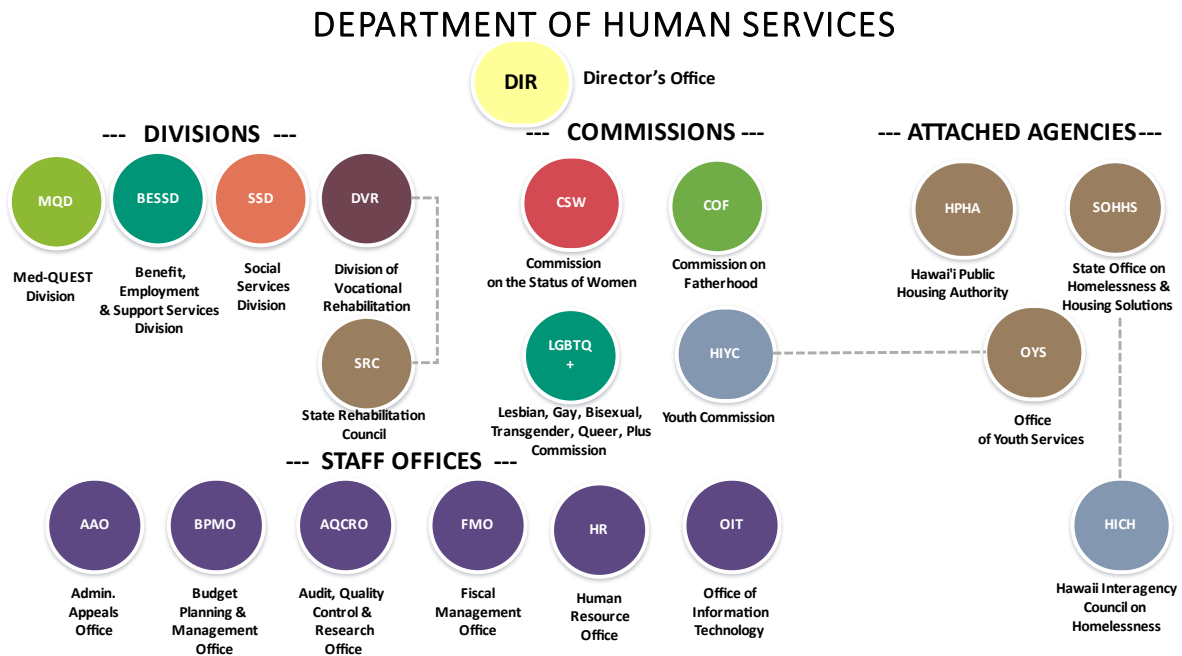 DEPARTMENT OF HUMAN SERVICES
DIR
Director's Office
--- DIVISIONS ---
MQD
Med-QUEST
Division
BESSD
Benefit,
Employment
& Support Services
Division
SSD
Social
Services
Division
DVR
Division of
Vocational
Rehabilitation
SRC
State Rehabilitation
Council
--- COMMISSIONS ---
CSW
Commission
on the Status of Women
COF
Commission on
Fatherhood
LGBTQ
+
Lesbian, Gay, Bisexual,
Transgender, Queer, Plus
Commission
HIYC
Youth Commission
--- ATTACHED AGENCIES ---
HPHA
Hawai'i Public
Housing Authority
SOHHS
State Office on
Homelessness &
Housing Solutions
OYS
Office
of Youth Services
HICH
Hawaii Interagency
Council on
Homelessness
--- STAFF OFFICES ---
AAO
Admin.
Appeals
Office
BPMO
Budget
Planning &
Management
Office
AQCRO
Audit, Quality
Control &
Research
Office
FMO
Fiscal
Management
Office
HR
Human
Resource
Office
OIT
Office of
Information
Technology